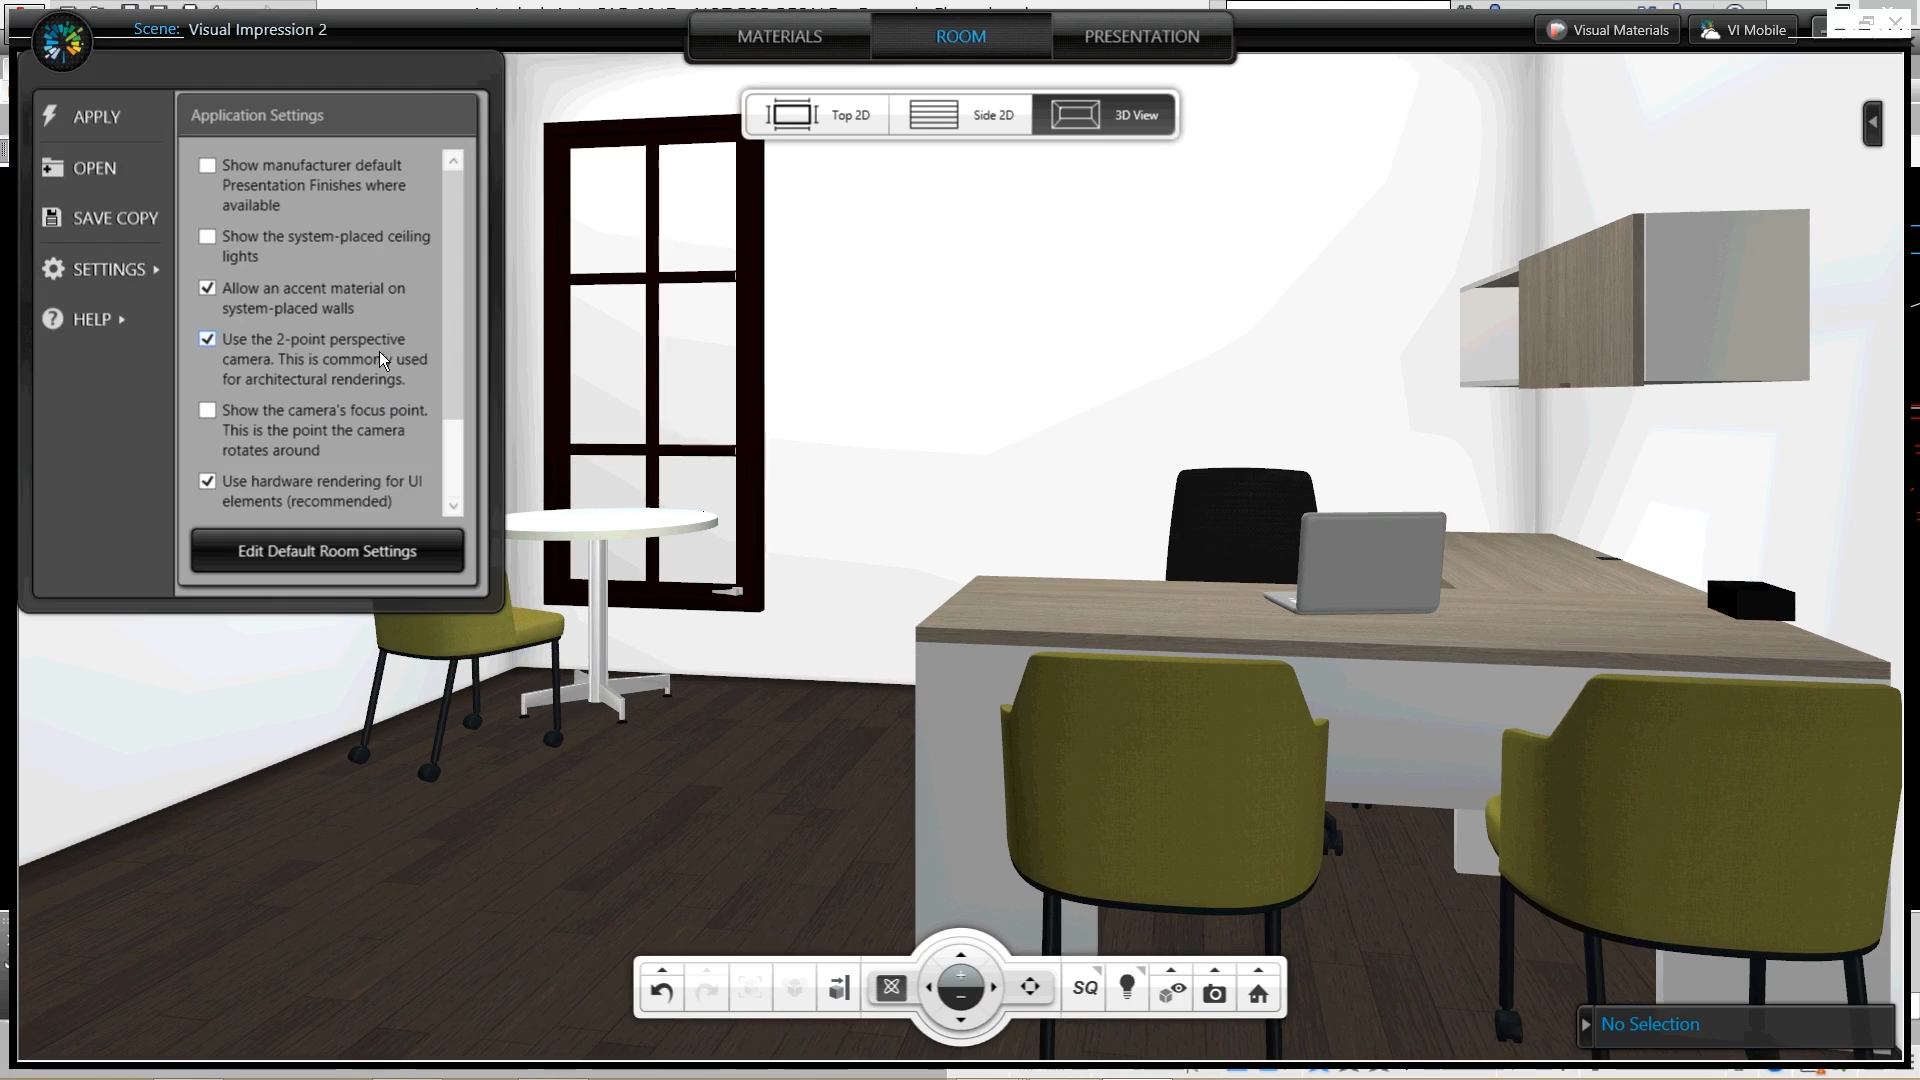 Scene: Visual Impression 2
MATERIALS
ROOM
PRESENTATION
Visual Materials
VI Mobile
Top 2D
Side 2D
3D View
APPLY
OPEN
SAVE COPY
SETTINGS
HELP
Application Settings
Show manufacturer default
Presentation Finishes where
available
Show the system-placed ceiling
lights
Allow an accent material on
system-placed walls
Use the 2-point perspective
camera. This is commonly used
for architectural renderings.
Show the camera's focus point.
This is the point the camera
rotates around
Use hardware rendering for UI
elements (recommended)
Edit Default Room Settings
SQ
No Selection